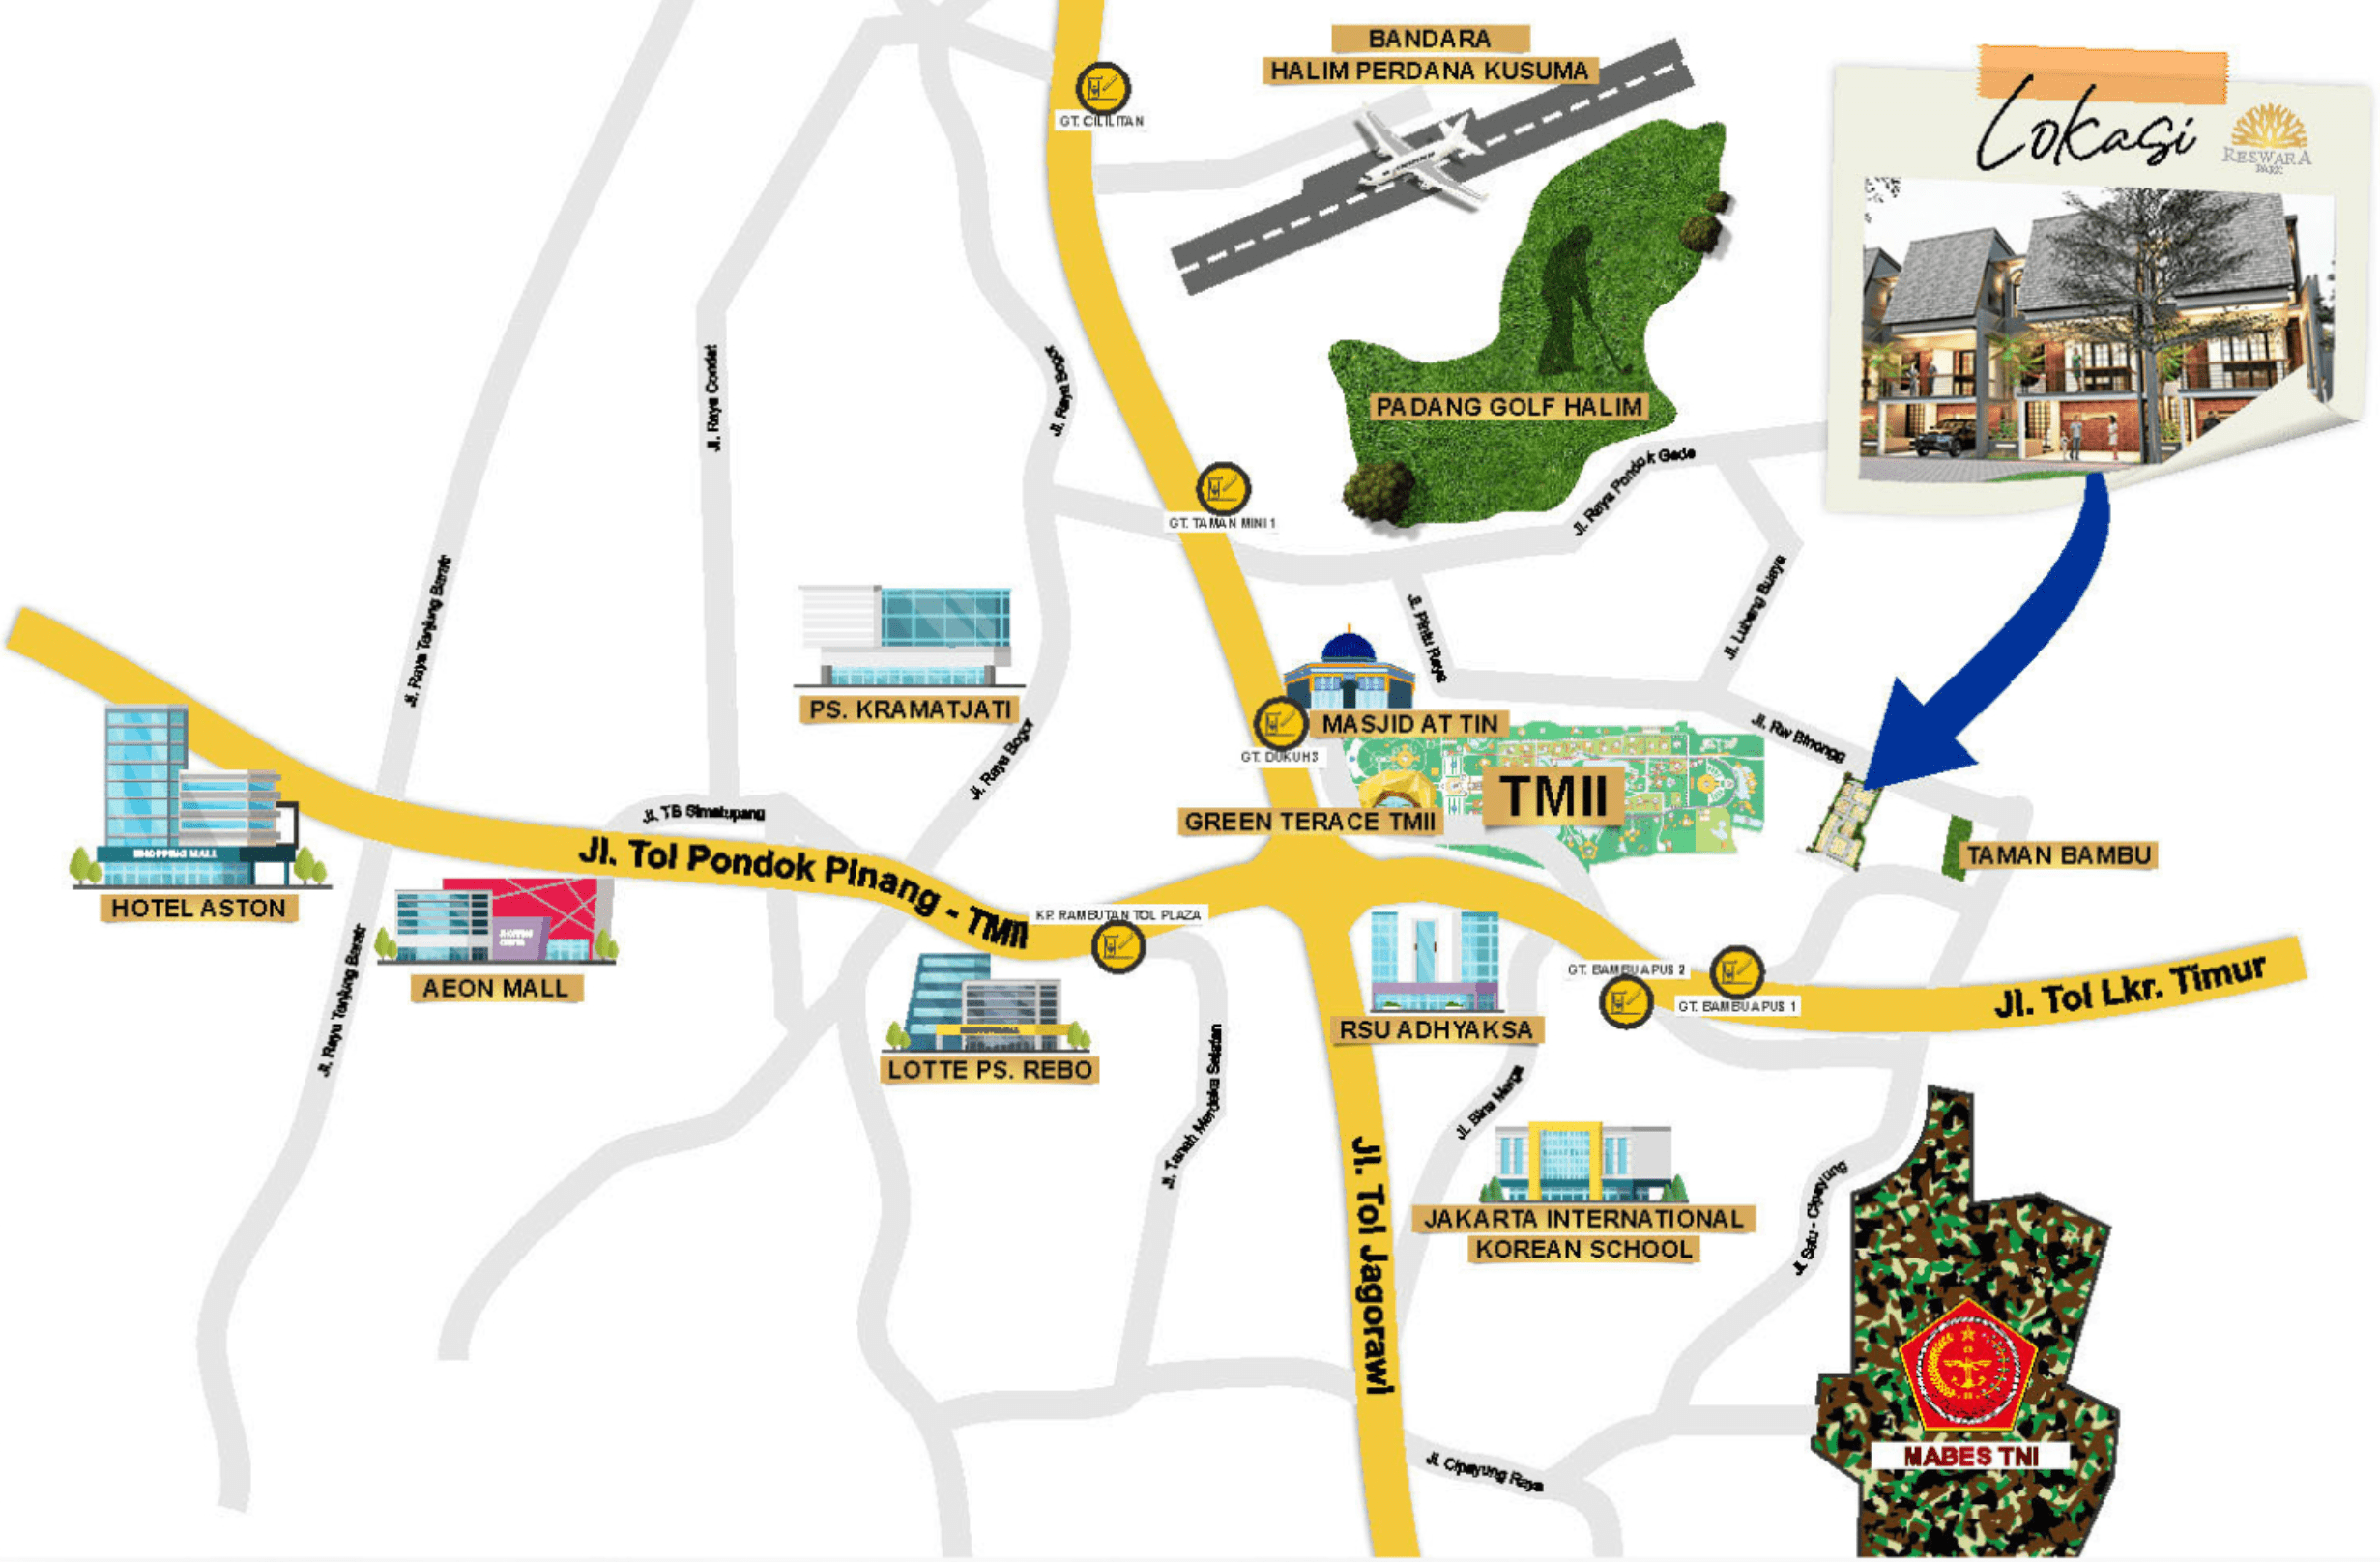 BANDARA
HALIM PERDANA KUSUMA
GT. CILILITAN
Lokasi
RESWARA
PARK
Jl. Raya Condet
Jl. Raya Bogor
PADANG GOLF HALIM
Jl. Raya Pondok Gede
GT. TAMAN MINI 1
Jl. Raya Tanjung Barat
Jl. Pintu Raya
Jl. Lubang Buaya
PS. KRAMATJATI
MASJID AT TIN
Jl. Rw Binong
Jl. Raya Bogor
GT. DUKUH 3
TMII
GREEN TERACE TMII
Jl. TB Simatupang
SHOPPING MALL
HOTEL ASTON
Jl. Tol Pondok Pinang - TMII
TAMAN BAMBU
KP. RAMBUTAN TOL PLAZA
AEON MALL
Jl. Raya Tanjung Barat
GT. BAMBU APUS 2
GT. BAMBU APUS 1
Jl. Tol Lkr. Timur
RSU ADHYAKSA
LOTTE PS. REBO
Jl. Tanah Merdeka Selatan
Jl. Bina Marga
Jl. Tol Jagorawi
Jl. Setu - Cipayung
JAKARTA INTERNATIONAL
KOREAN SCHOOL
MABES TNI
Jl. Cipayung Raya